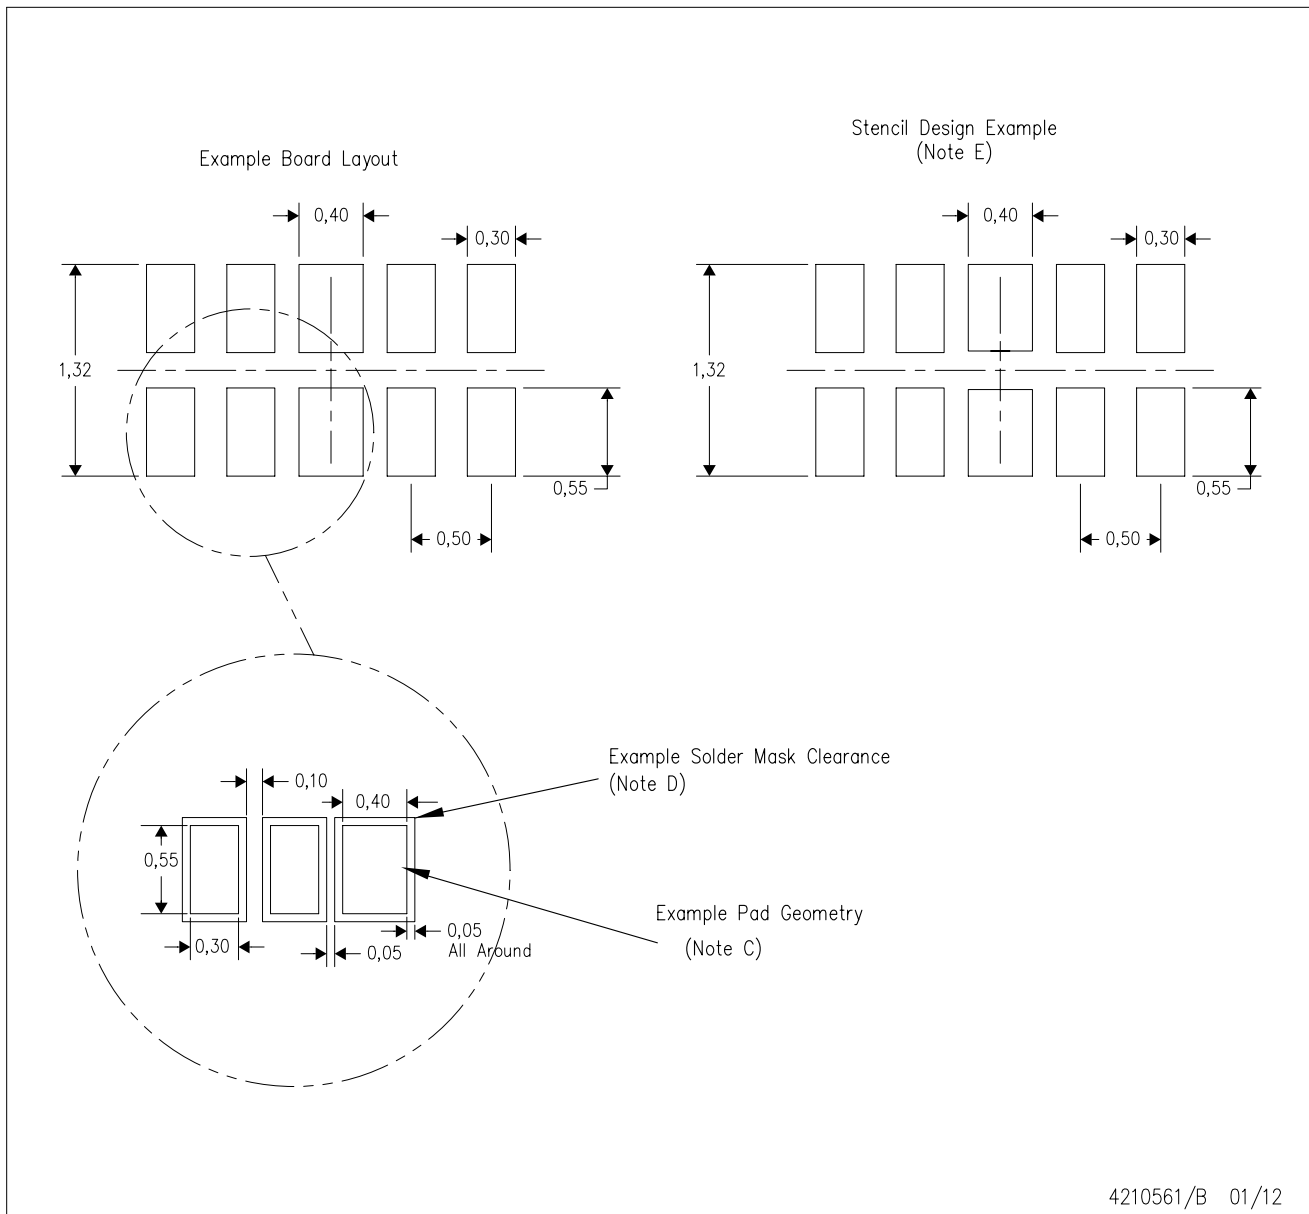 Example Board Layout
0,40
0,30
1,32
0,55
0,50
Stencil Design Example
(Note E)
0,40
0,30
1,32
0,55
0,50
Example Solder Mask Clearance
(Note D)
0,10
0,40
0,55
0,30
0,05
0,05
All Around
Example Pad Geometry
(Note C)
4210561/B 01/12